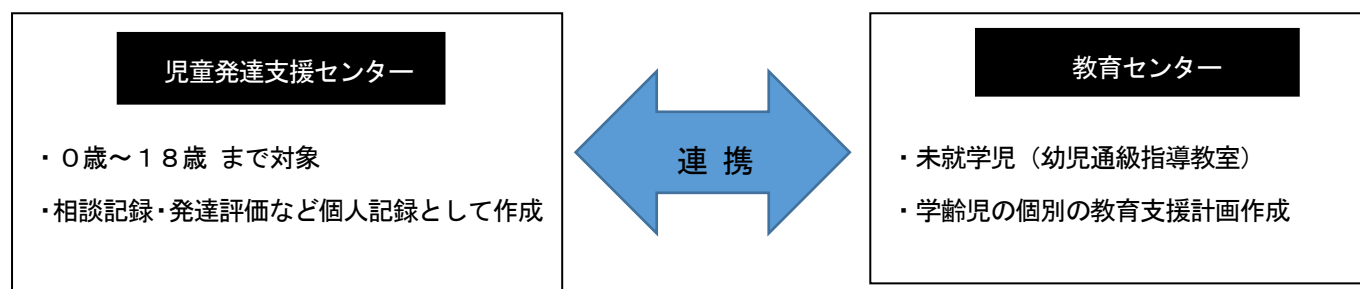 児童発達支援センター
・０歳～１８歳 まで対象
・相談記録・発達評価など個人記録として作成
連 携
教育センター
・未就学児（幼児通級指導教室）
・学齢児の個別の教育支援計画作成